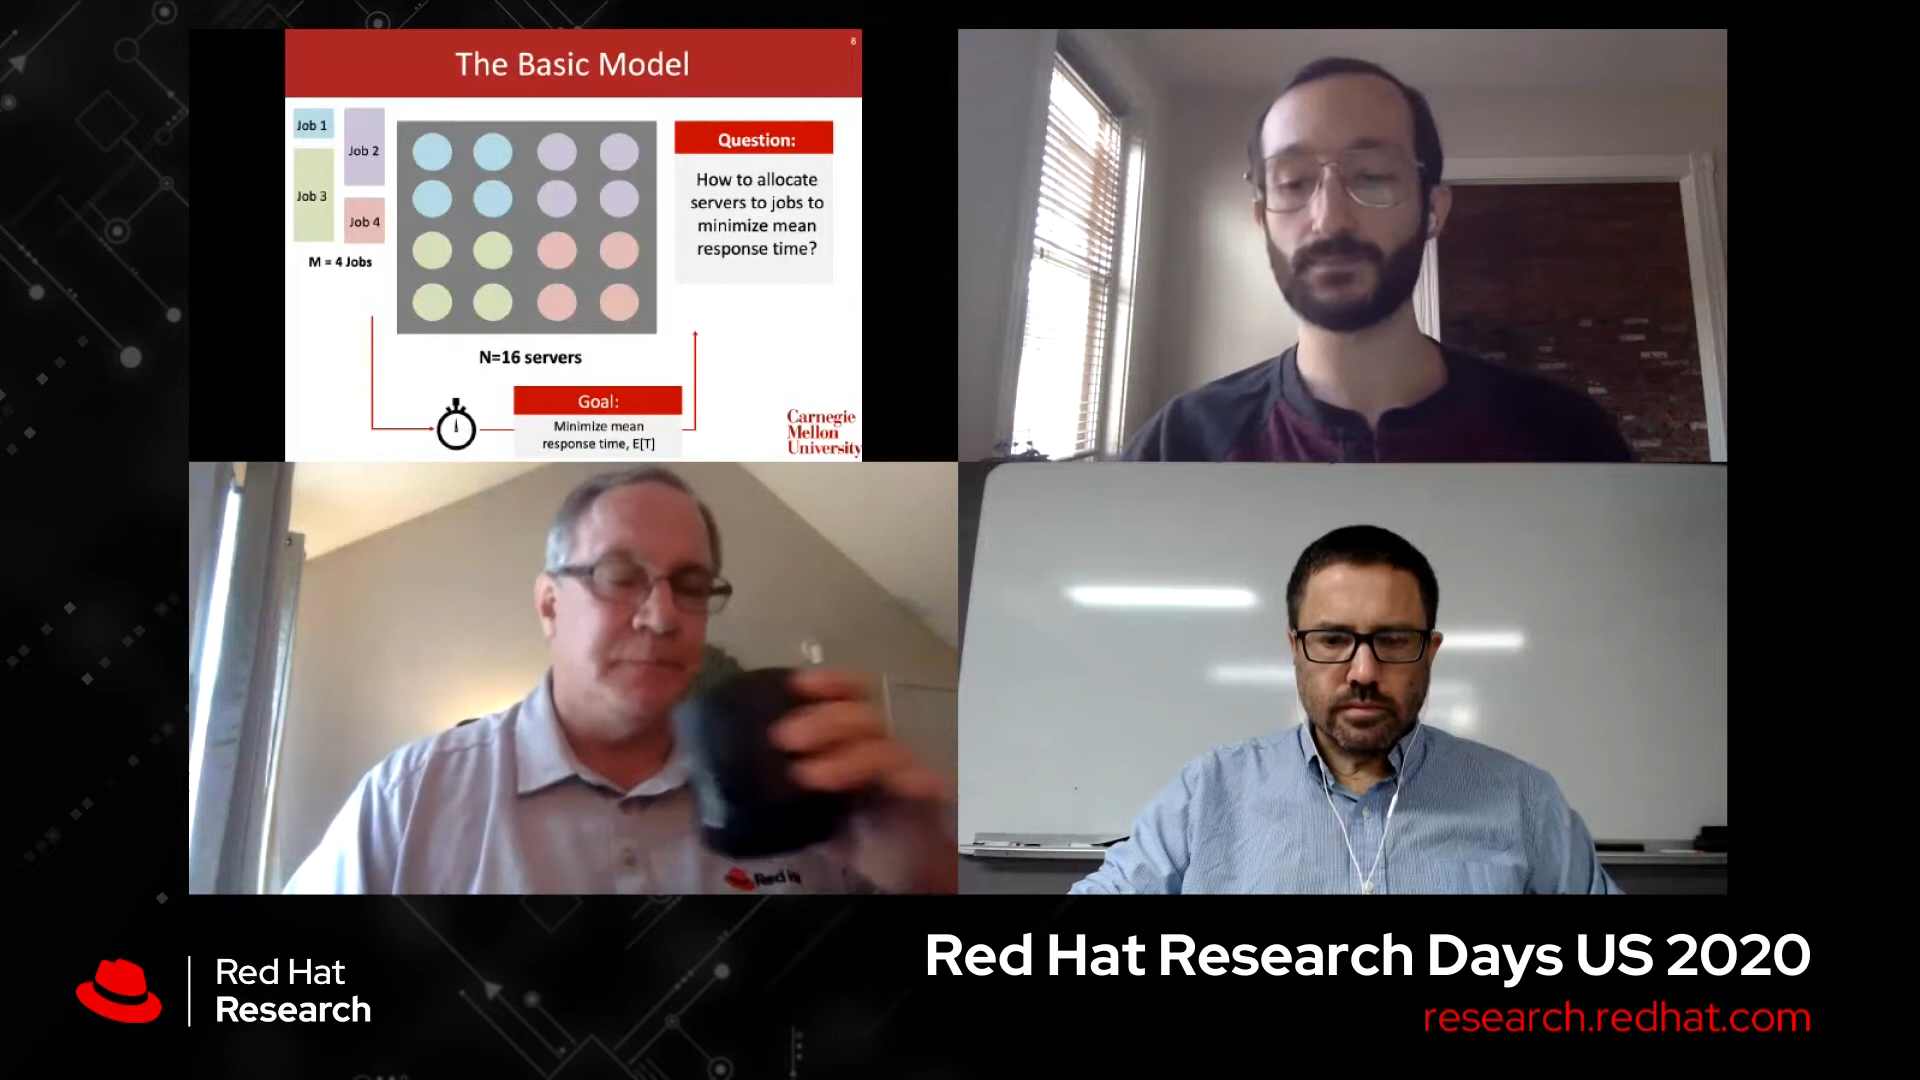 The Basic Model
8
Job 1
Job 2
Job 3
Job 4
M = 4 Jobs
N=16 servers
Question:
How to allocate
servers to jobs to
minimize mean
response time?
Goal:
Minimize mean
response time, E[T]
Carnegie
Mellon
University
Red H
Red Hat
Research
Red Hat Research Days US 2020
research.redhat.com